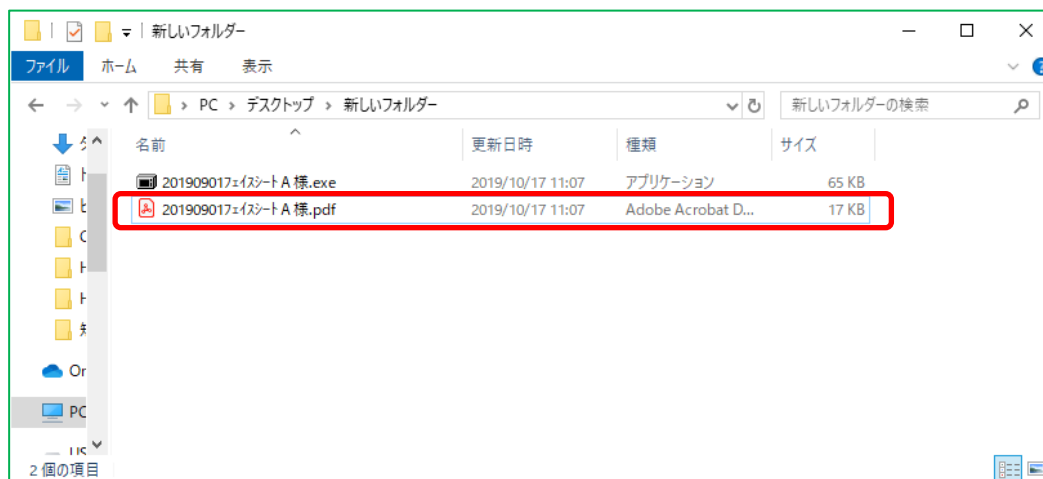 新しいフォルダー
ファイル ホーム 共有 表示
PC › デスクトップ › 新しいフォルダー 新しいフォルダーの検索
名前 更新日時 種類 サイズ
201909017フェイスシートA様.exe 2019/10/17 11:07 アプリケーション 65 KB
201909017フェイスシートA様.pdf 2019/10/17 11:07 Adobe Acrobat D... 17 KB
Or
PC
2 個の項目